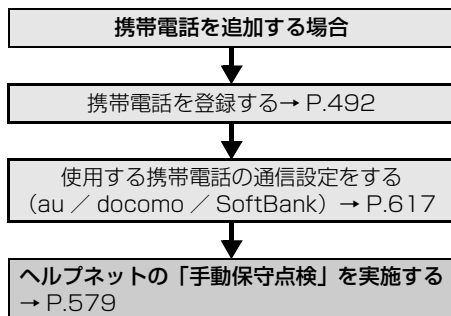 携帯電話を追加する場合
携帯電話を登録する→ P.492
使用する携帯電話の通信設定をする
（au ／ docomo ／ SoftBank）→ P.617
ヘルプネットの「手動保守点検」を実施する
→ P.579